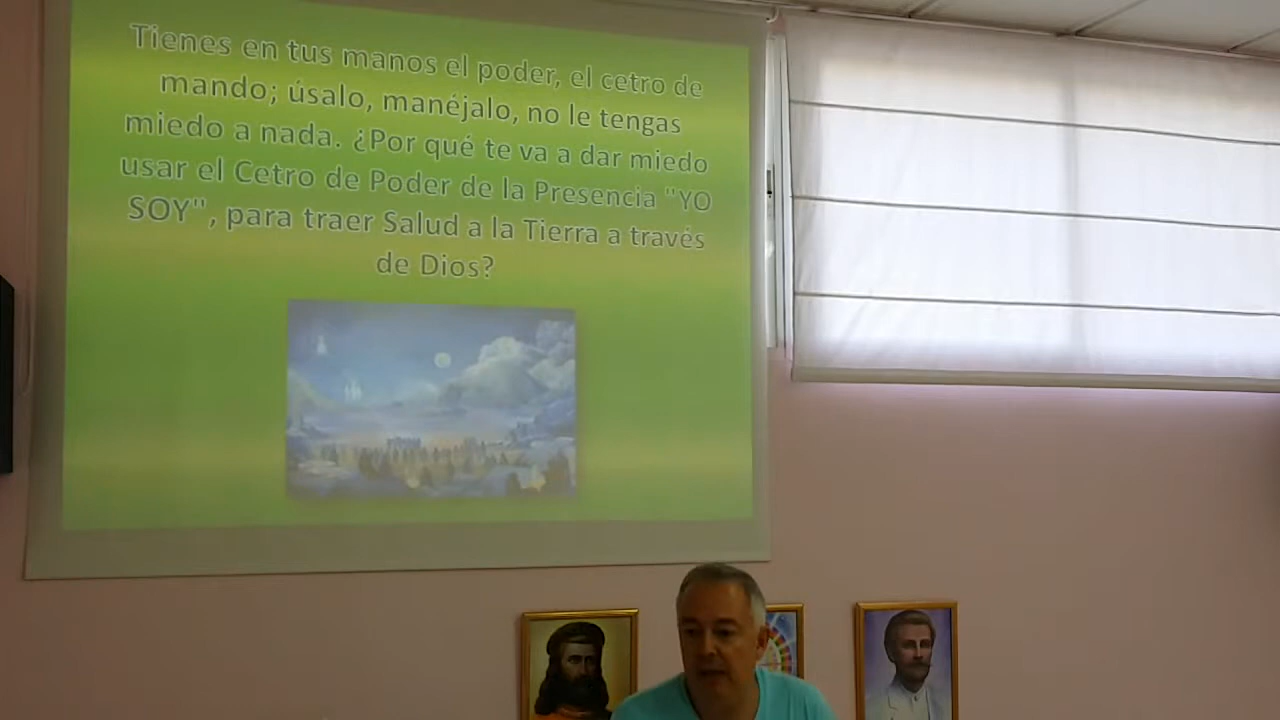 Tienes en tus manos el poder, el cetro de
mando; úsalo, manéjalo, no le tengas
miedo a nada. ¿Por qué te va a dar miedo
usar el Cetro de Poder de la Presencia "YO
SOY", para traer Salud a la Tierra a través
de Dios?